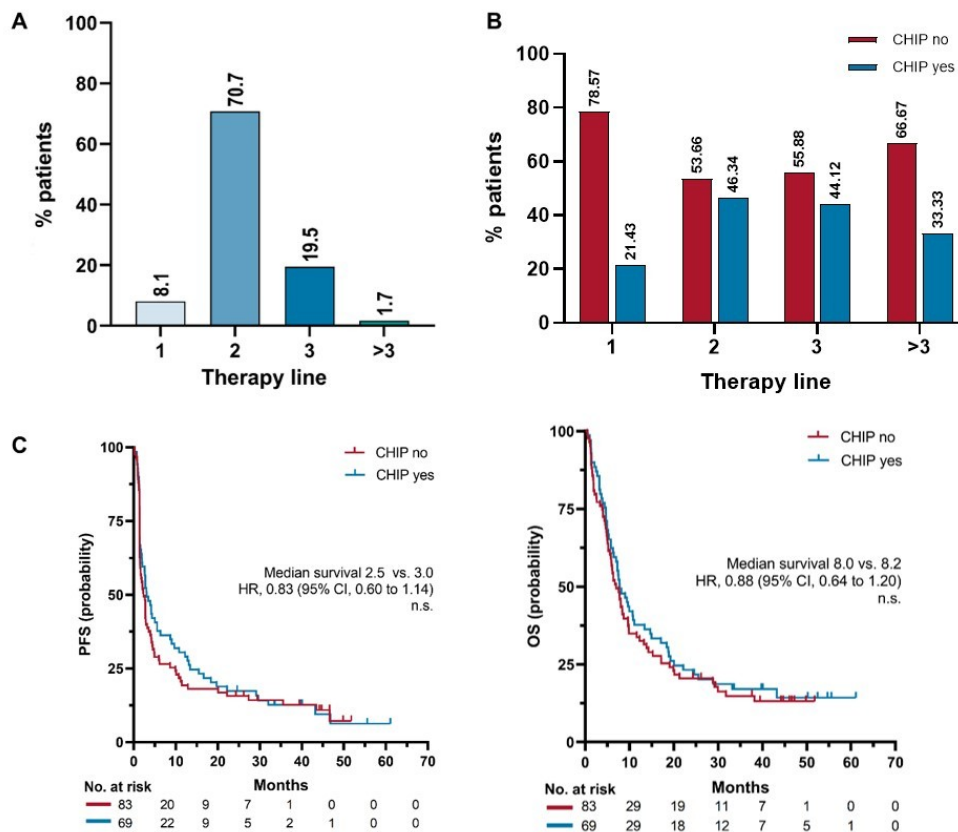 A
% patients
100
80
60
40
20
0
8.1
70.7
19.5
1.7
1 2 3 >3
Therapy line
B
CHIP no
CHIP yes
% patients
100
80
60
40
20
0
78.57
21.43
53.66
46.34
55.88
44.12
66.67
33.33
1 2 3 >3
Therapy line
C
PFS (probability)
100
75
50
25
0
CHIP no
CHIP yes
Median survival 2.5 vs. 3.0
HR, 0.83 (95% CI, 0.60 to 1.14)
n.s.
0 10 20 30 40 50 60 70
Months
No. at risk
83 20 9 7 1 0 0 0
69 22 9 5 2 1 0 0
OS (probability)
100
75
50
25
0
CHIP no
CHIP yes
Median survival 8.0 vs. 8.2
HR, 0.88 (95% CI, 0.64 to 1.20)
n.s.
0 10 20 30 40 50 60 70
Months
No. at risk
83 29 19 11 7 1 0 0
69 29 18 12 7 5 1 0